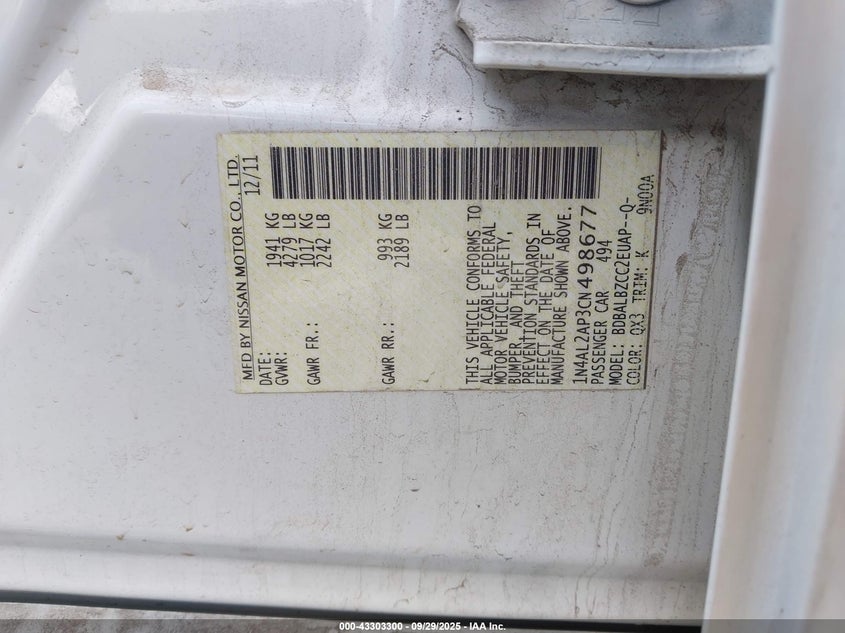 MFD BY NISSAN MOTOR CO., LTD.
DATE: 12/11
GVWR: 1941 KG
4279 LB
GAWR FR.: 1017 KG
2242 LB
GAWR RR.: 993 KG
2189 LB
THIS VEHICLE CONFORMS TO
ALL APPLICABLE FEDERAL
MOTOR VEHICLE SAFETY,
BUMPER, AND THEFT
PREVENTION STANDARDS IN
EFFECT ON THE DATE OF
MANUFACTURE SHOWN ABOVE.
1N4AL2AP3CN498677
PASSENGER CAR 494
MODEL: BDBALBZCC2EUAP--Q-
COLOR: QX3 TRIM: K 9N00A
000-43303300 - 09/29/2025 - IAA Inc.